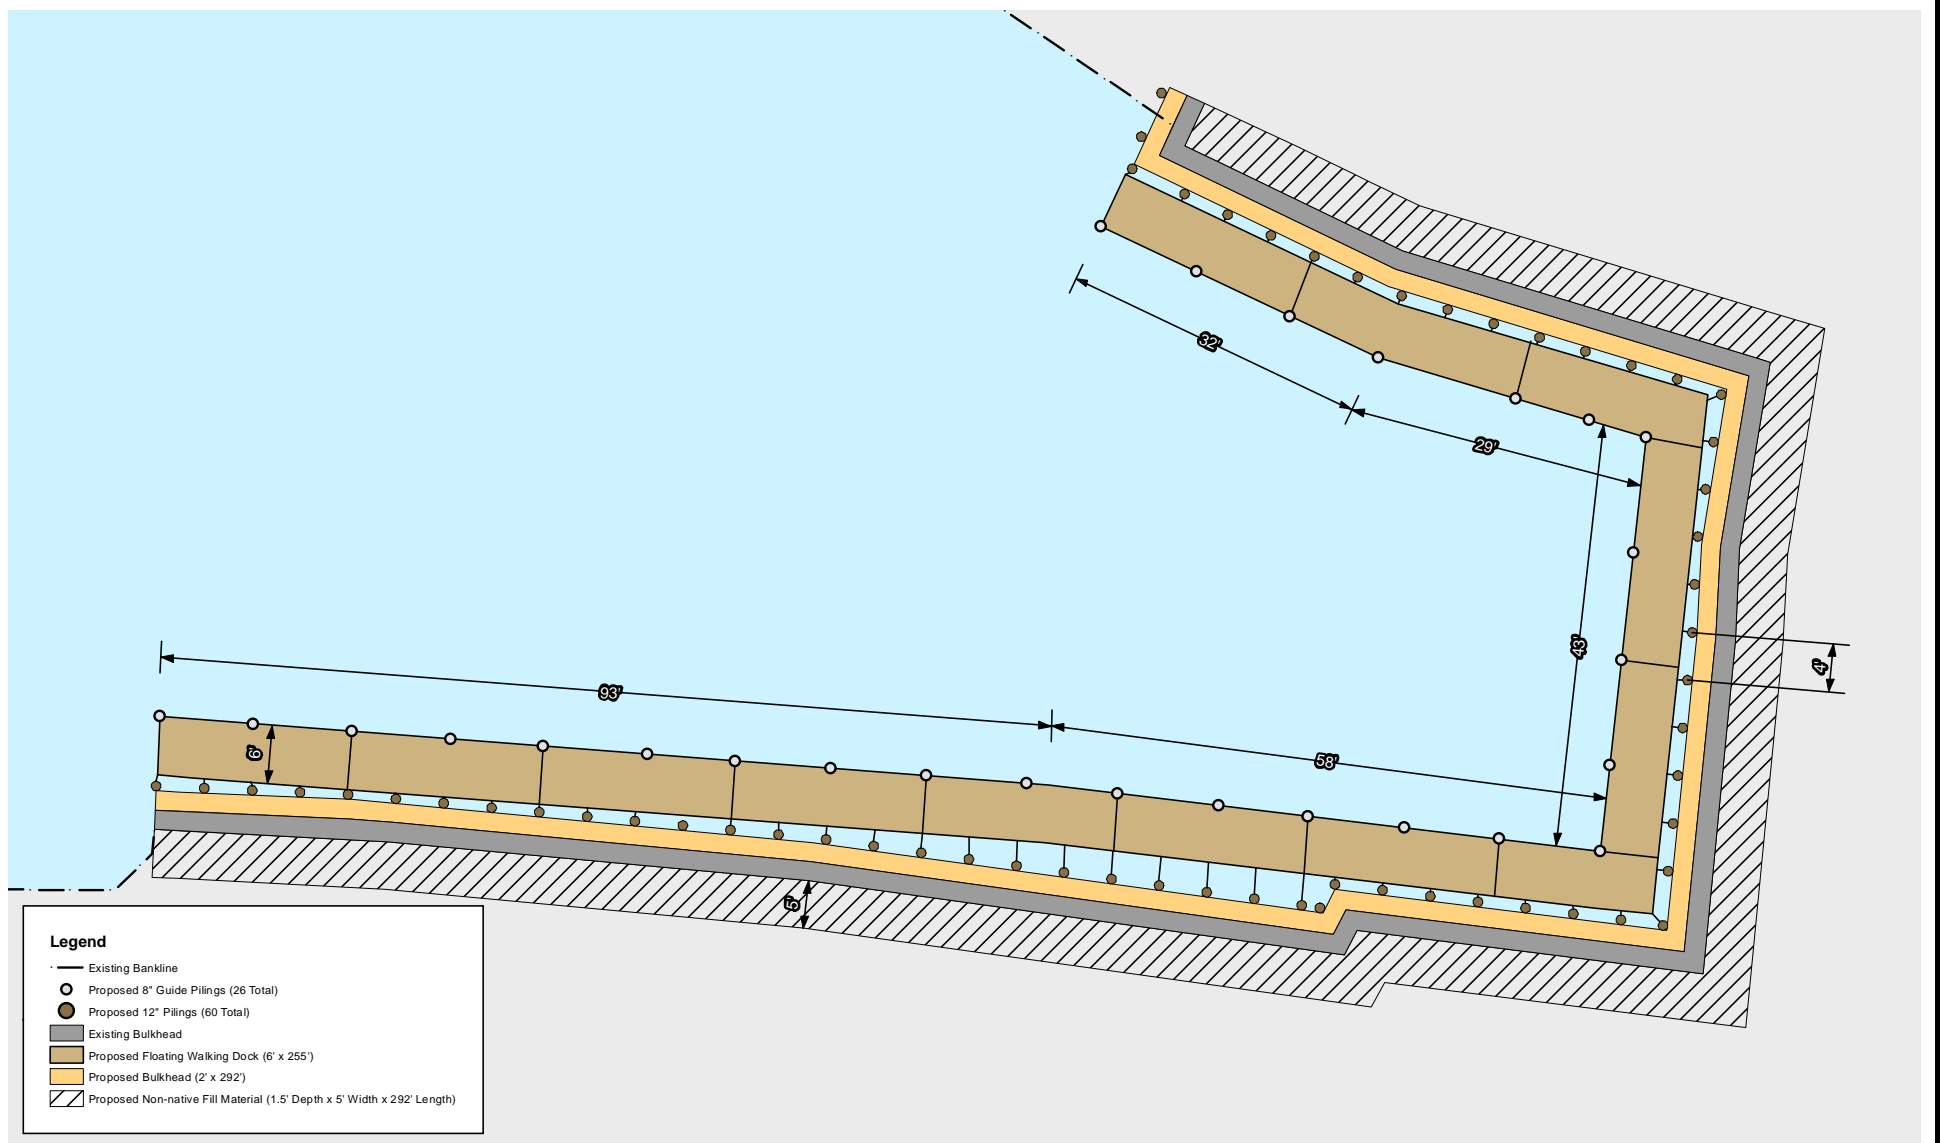 32'
29'
43'
4'
93'
58'
6'
5'
Legend
Existing Bankline
Proposed 8" Guide Pilings (26 Total)
Proposed 12" Pilings (60 Total)
Existing Bulkhead
Proposed Floating Walking Dock (6' x 255')
Proposed Bulkhead (2' x 292')
Proposed Non-native Fill Material (1.5' Depth x 5' Width x 292' Length)